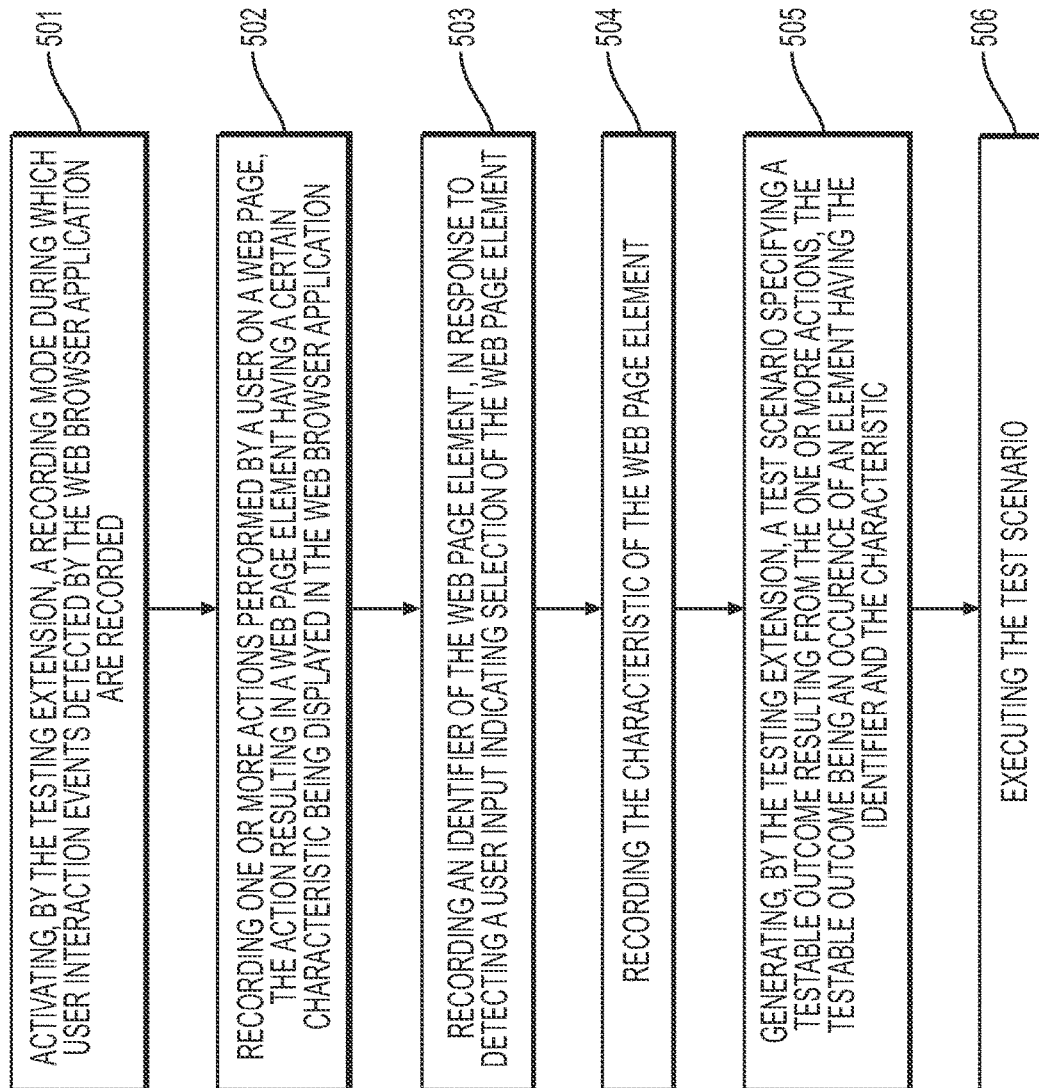 ACTIVATING, BY THE TESTING EXTENSION, A RECORDING MODE DURING WHICH
USER INTERACTION EVENTS DETECTED BY THE WEB BROWSER APPLICATION
ARE RECORDED
501
RECORDING ONE OR MORE ACTIONS PERFORMED BY A USER ON A WEB PAGE,
THE ACTION RESULTING IN A WEB PAGE ELEMENT HAVING A CERTAIN
CHARACTERISTIC BEING DISPLAYED IN THE WEB BROWSER APPLICATION
502
RECORDING AN IDENTIFIER OF THE WEB PAGE ELEMENT, IN RESPONSE TO
DETECTING A USER INPUT INDICATING SELECTION OF THE WEB PAGE ELEMENT
503
RECORDING THE CHARACTERISTIC OF THE WEB PAGE ELEMENT
504
GENERATING, BY THE TESTING EXTENSION, A TEST SCENARIO SPECIFYING A
TESTABLE OUTCOME RESULTING FROM THE ONE OR MORE ACTIONS, THE
TESTABLE OUTCOME BEING AN OCCURENCE OF AN ELEMENT HAVING THE
IDENTIFIER AND THE CHARACTERISTIC
505
EXECUTING THE TEST SCENARIO
506